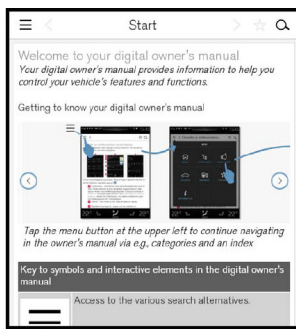 Start
Welcome to your digital owner's manual
Your digital owner's manual provides information to help you
control your vehicle's features and functions.
Getting to know your digital owner's manual
Tap the menu button at the upper left to continue navigating
in the owner's manual via e.g, categories and an index
Key to symbols and interactive elements in the digital owner's
manual
Access to the various search alternatives.